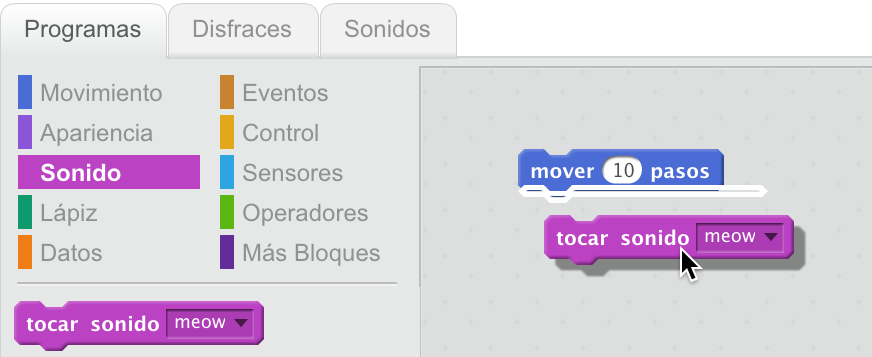 Programas Disfraces Sonidos
Movimiento Eventos
Apariencia Control
Sonido Sensores
Lápiz Operadores
Datos Más Bloques
tocar sonido meow
mover 10 pasos
tocar sonido meow